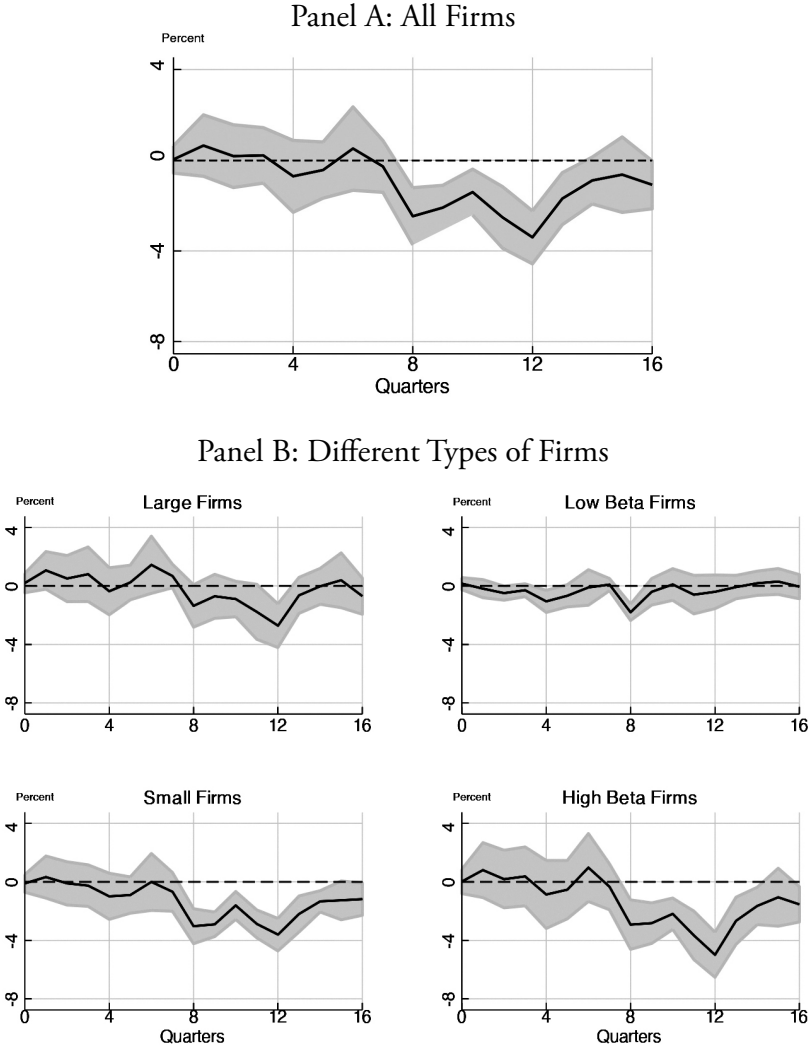 Panel A: All Firms
Percent
4
0
-4
-8
0 4 8 12 16
Quarters
Panel B: Different Types of Firms
Percent Large Firms
4
0
-4
-8
0 4 8 12 16
Percent Low Beta Firms
4
0
-4
-8
0 4 8 12 16
Percent Small Firms
4
0
-4
-8
0 4 8 12 16
Quarters
Percent High Beta Firms
4
0
-4
-8
0 4 8 12 16
Quarters